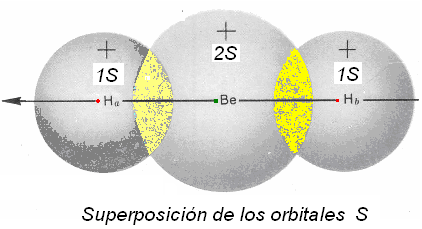 + + +
1S 2S 1S
Ha Be Hb
Superposición de los orbitales S